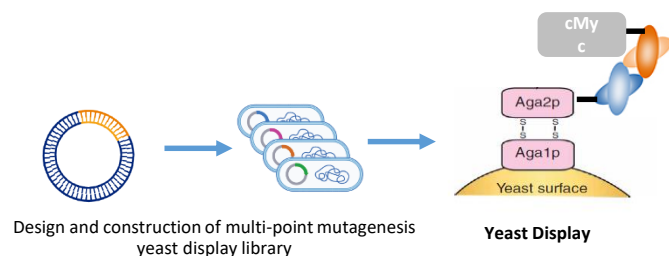 cMy
c
Aga2p
S S
S S
Aga1p
Yeast surface
Design and construction of multi-point mutagenesis
yeast display library
Yeast Display